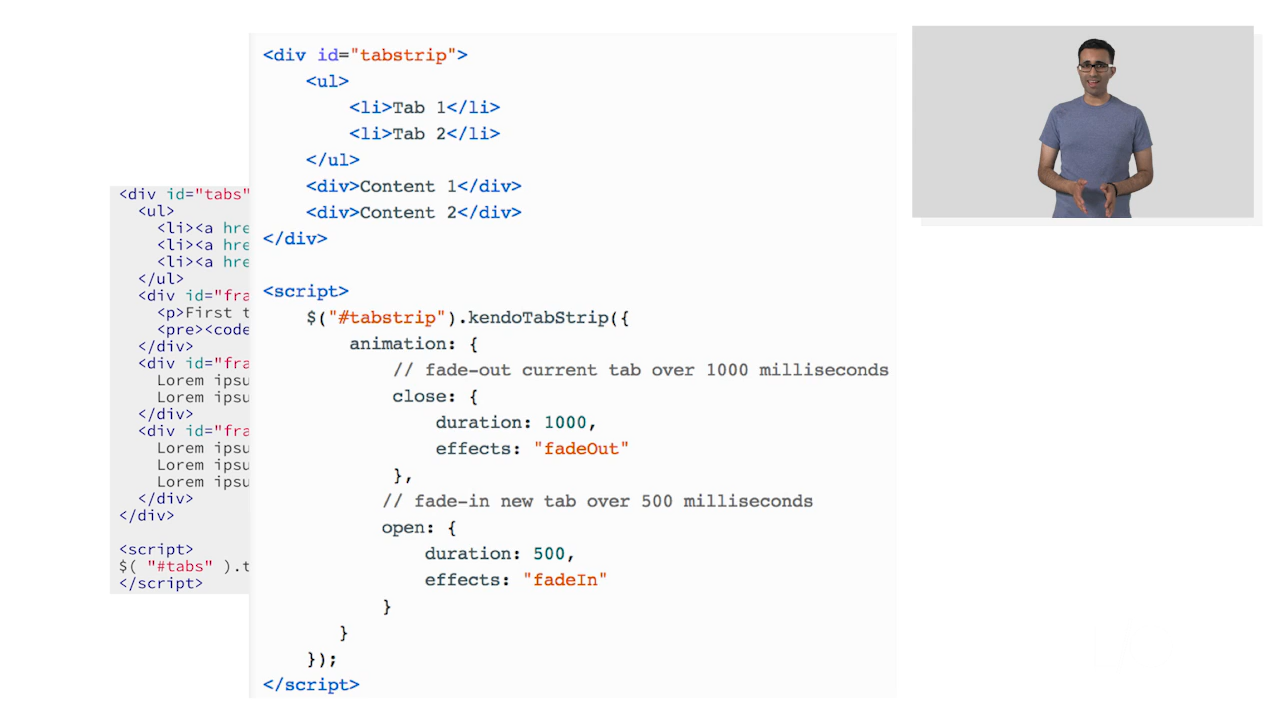 <div id="tabstrip">
<ul>
<li>Tab 1</li>
<li>Tab 2</li>
</ul>
<div>Content 1</div>
<div>Content 2</div>
</div>
<script>
$("#tabstrip").kendoTabStrip({
animation: {
// fade-out current tab over 1000 milliseconds
close: {
duration: 1000,
effects: "fadeOut"
},
// fade-in new tab over 500 milliseconds
open: {
duration: 500,
effects: "fadeIn"
}
}
});
</script>
<div id="tabs"
<ul>
<li><a hre
<li><a hre
<li><a hre
</ul>
<div id="fra
<p>First t
<pre><code
</div>
<div id="fra
Lorem ipsu
Lorem ipsu
</div>
<div id="fra
Lorem ipsu
Lorem ipsu
Lorem ipsu
</div>
</div>
<script>
$( "#tabs" ).t
</script>